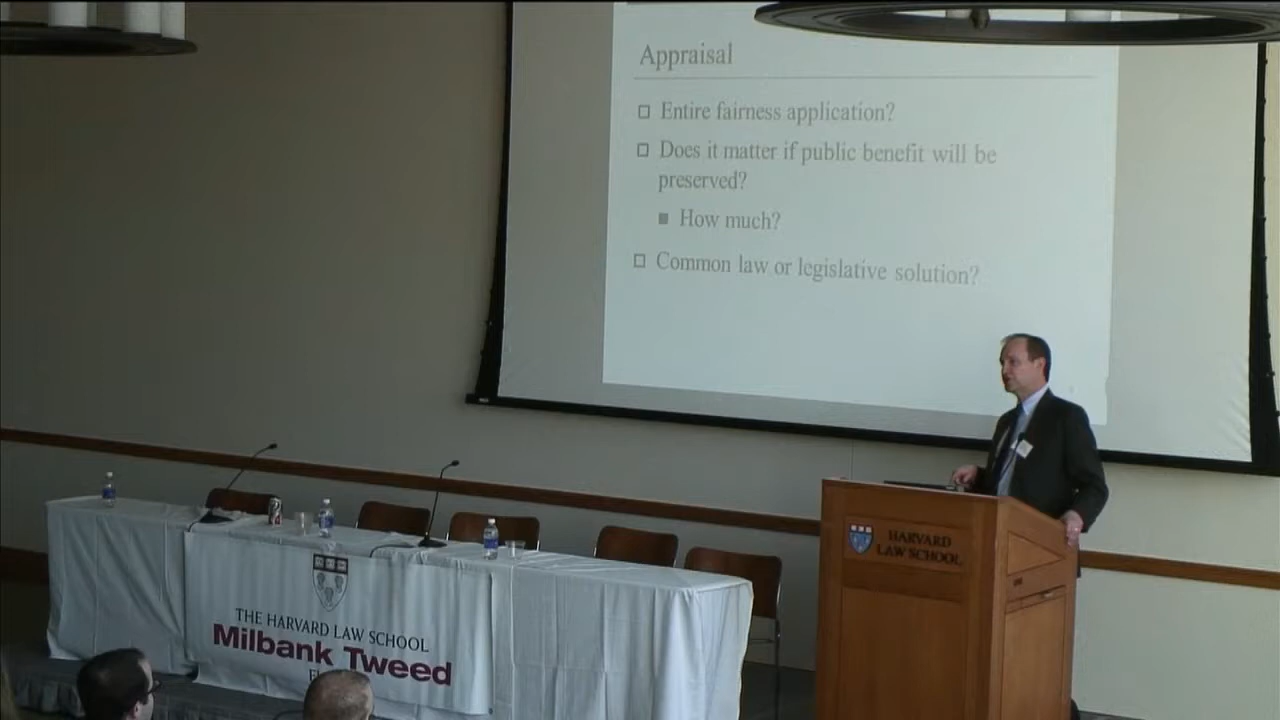 Appraisal
Entire fairness application?
Does it matter if public benefit will be
preserved?
How much?
Common law or legislative solution?
HARVARD
LAW SCHOOL
THE HARVARD LAW SCHOOL
Milbank Tweed